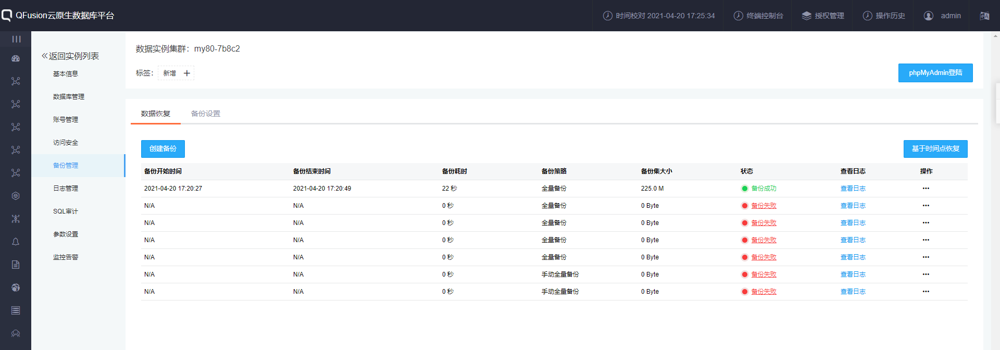 QFusion云原生数据库平台
时间校对 2021-04-20 17:25:34 终端控制台 授权管理 操作历史 admin
返回实例列表
基本信息
数据库管理
账号管理
访问安全
备份管理
日志管理
SQL审计
参数设置
监控告警
数据实例集群：my80-7b8c2
标签： 新增 +
phpMyAdmin登陆
数据恢复 备份设置
创建备份 基于时间点恢复
备份开始时间 备份结束时间 备份耗时 备份策略 备份集大小 状态 查看日志 操作
2021-04-20 17:20:27 2021-04-20 17:20:49 22 秒 全量备份 225.0 M 备份成功 查看日志 •••
N/A N/A 0 秒 全量备份 0 Byte 备份失败 查看日志 •••
N/A N/A 0 秒 全量备份 0 Byte 备份失败 查看日志 •••
N/A N/A 0 秒 全量备份 0 Byte 备份失败 查看日志 •••
N/A N/A 0 秒 全量备份 0 Byte 备份失败 查看日志 •••
N/A N/A 0 秒 手动全量备份 0 Byte 备份失败 查看日志 •••
N/A N/A 0 秒 手动全量备份 0 Byte 备份失败 查看日志 •••